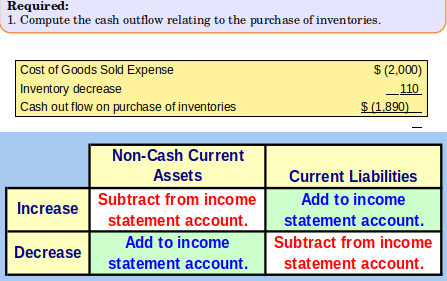 Required:
1. Compute the cash outflow relating to the purchase of inventories.
Cost of Goods Sold Expense $ (2,000)
Inventory decrease 110
Cash out flow on purchase of inventories $ (1,890)
Non-Cash Current
Assets
Current Liabilities
Increase
Subtract from income
statement account.
Add to income
statement account.
Decrease
Add to income
statement account.
Subtract from income
statement account.